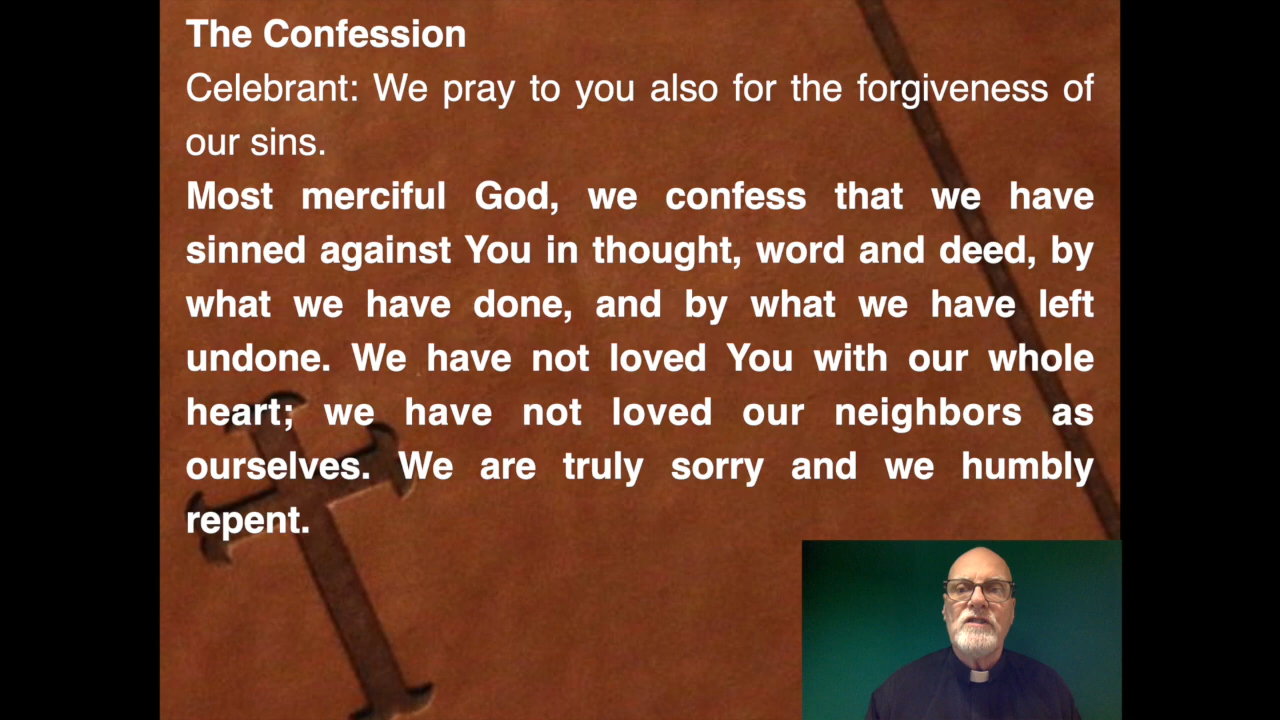 The Confession
Celebrant: We pray to you also for the forgiveness of
our sins.
Most merciful God, we confess that we have
sinned against You in thought, word and deed, by
what we have done, and by what we have left
undone. We have not loved You with our whole
heart; we have not loved our neighbors as
ourselves. We are truly sorry and we humbly
repent.